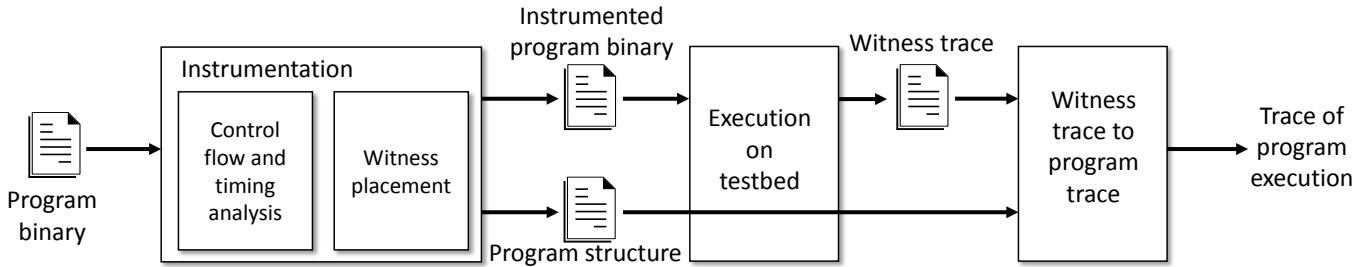 Program
binary
Instrumentation
Control
flow and
timing
analysis
Witness
placement
Instrumented
program binary
Program structure
Execution
on
testbed
Witness trace
Witness
trace to
program
trace
Trace of
program
execution